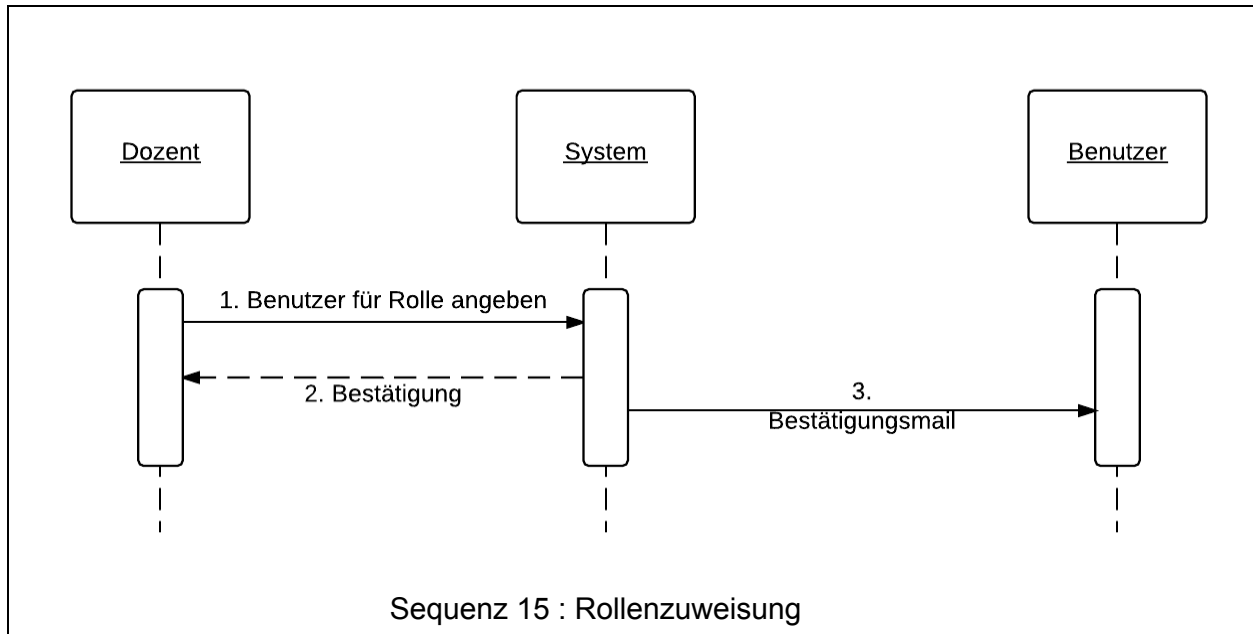 Dozent
System
Benutzer
1. Benutzer für Rolle angeben
2. Bestätigung
3.
Bestätigungsmail
Sequenz 15 : Rollenzuweisung